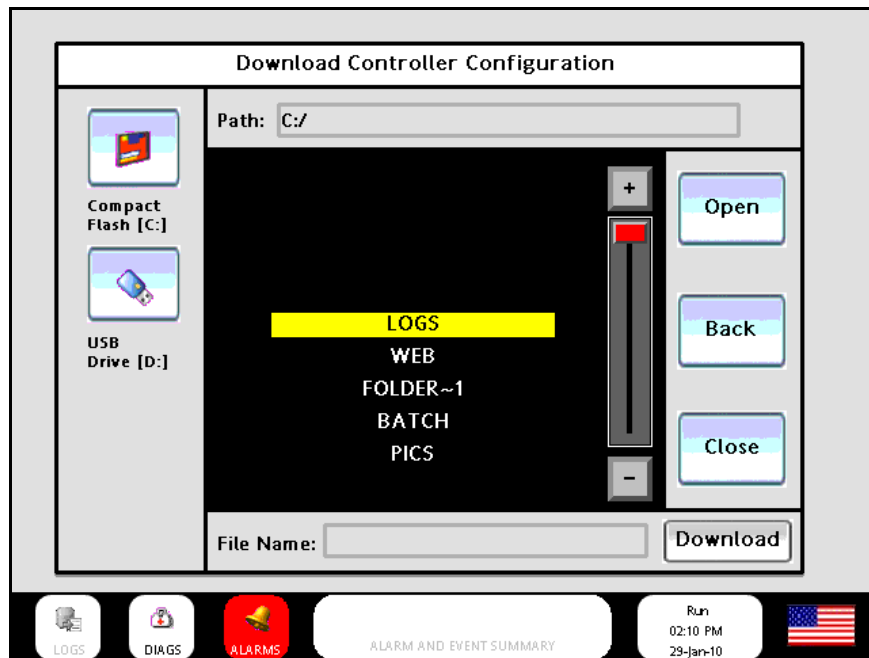 Download Controller Configuration
Path: C:/
Compact
Flash [C:]
USB
Drive [D:]
+
LOGS
WEB
FOLDER~1
BATCH
PICS
-
Open
Back
Close
File Name:
Download
LOGS
DIAGS
ALARMS
ALARM AND EVENT SUMMARY
Run
02:10 PM
29-Jan-10